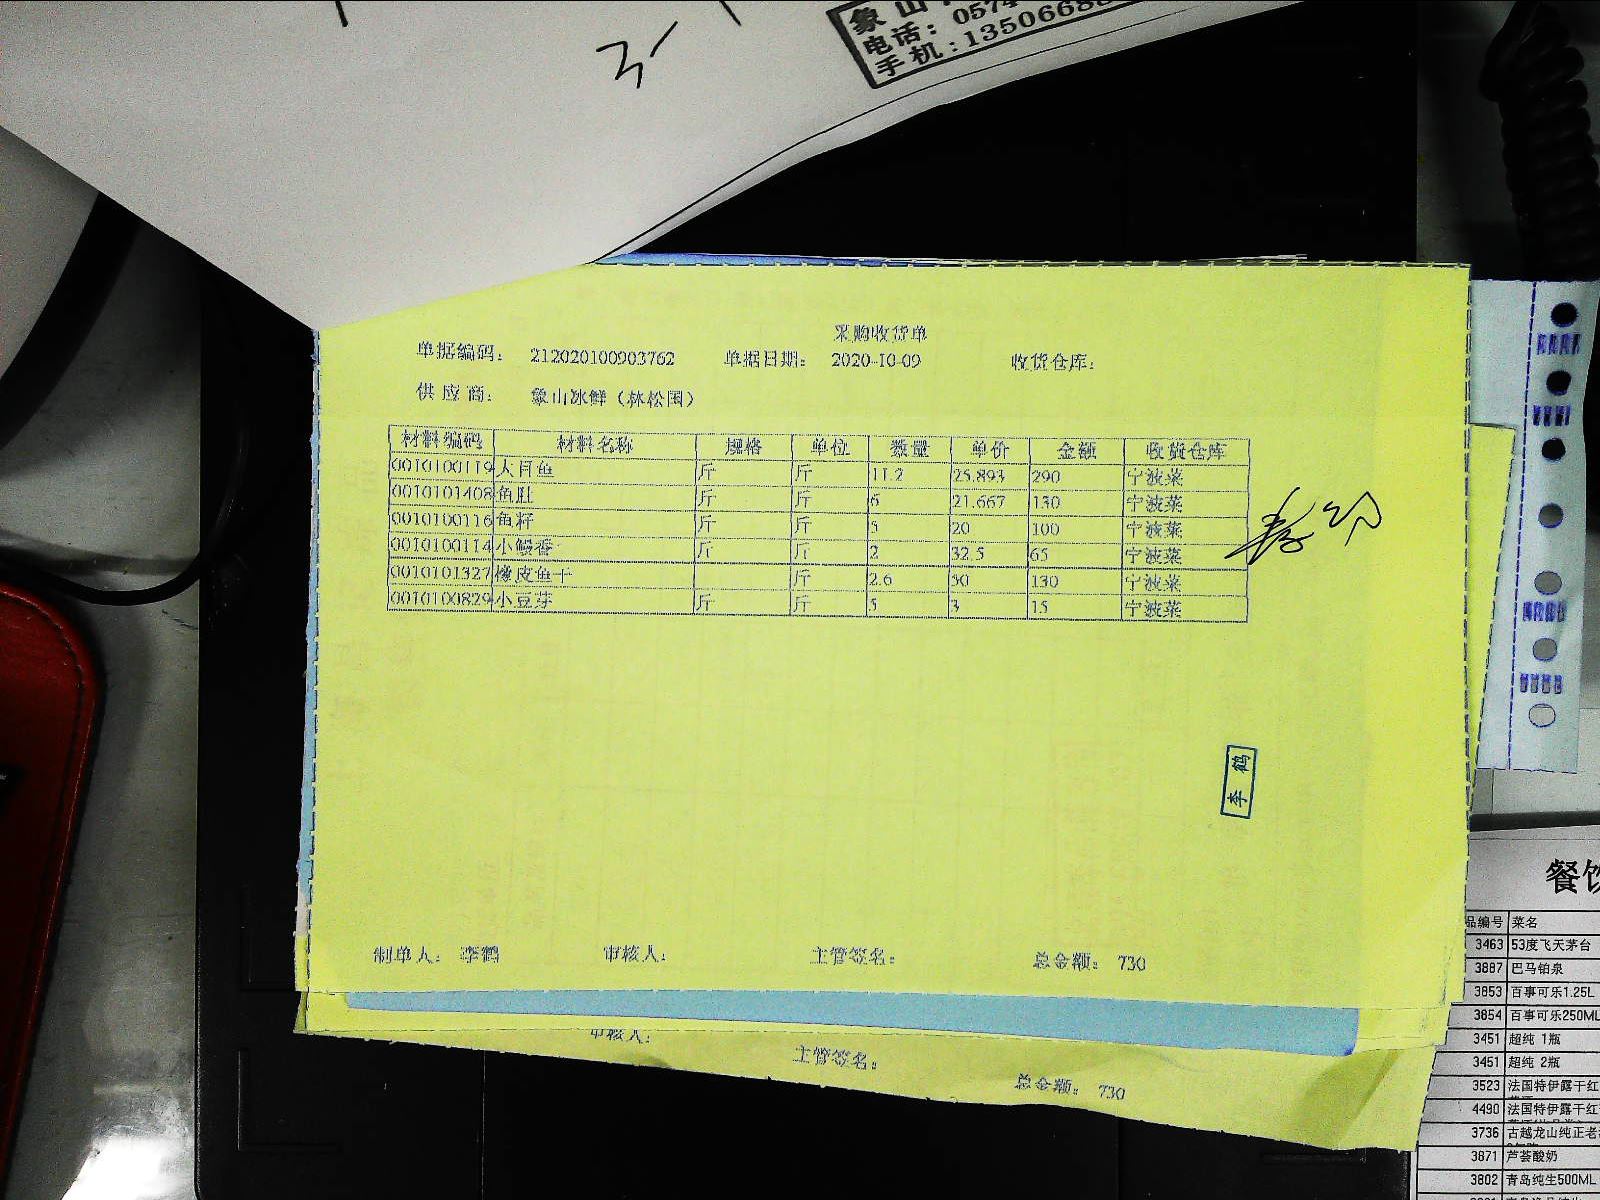 象山
电话：0574
手机:13506685
采购收货单
单据编码： 212020100903762 单据日期： 2020-10-09 收货仓库：
供应商： 象山冰鲜（林松国）
材料编码 材料名称 规格 单位 数量 单价 金额 收货仓库
0010100119 大目鱼 斤 斤 11.2 25.893 290 宁波菜
0010101408 鱼肚 斤 斤 6 21.667 130 宁波菜
0010100116 鱼籽 斤 斤 5 20 100 宁波菜
0010100114 小鳗香 斤 斤 2 32.5 65 宁波菜
0010101327 橡皮鱼干 斤 2.6 50 130 宁波菜
0010100829 小豆芽 斤 斤 5 3 15 宁波菜
李鹤
制单人： 李鹤 审核人： 主管签名： 总金额： 730
审核人： 主管签名： 总金额： 730
餐饮
品编号 菜名
3463 53度飞天茅台
3887 巴马铂泉
3853 百事可乐1.25L
3854 百事可乐250ML
3451 超纯 1瓶
3451 超纯 2瓶
3523 法国特伊露干红
4490 法国特伊露干红
3736 古越龙山纯正老
3871 芦荟酸奶
3802 青岛纯生500ML